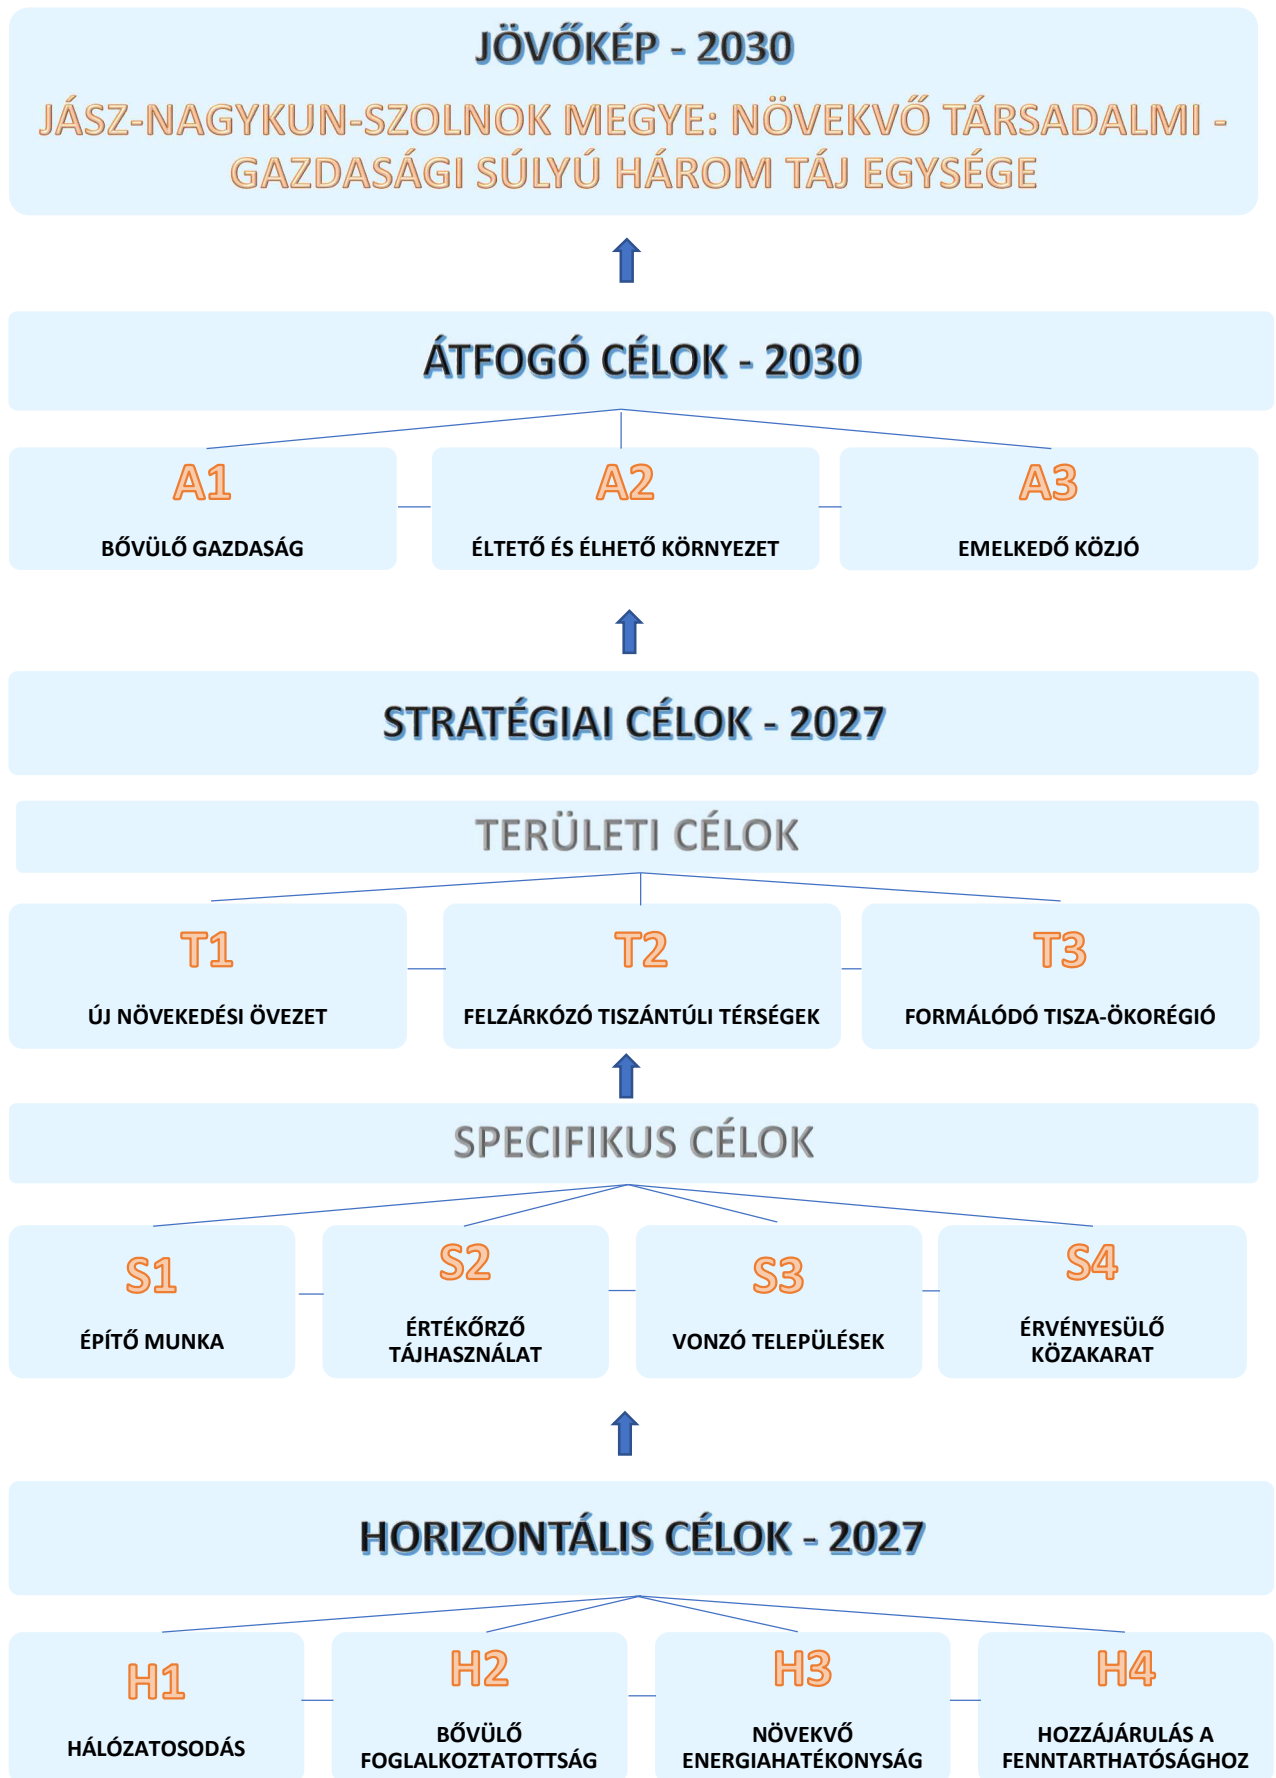 JÖVŐKÉP - 2030
JÁSZ-NAGYKUN-SZOLNOK MEGYE: NÖVEKVŐ TÁRSADALMI -
GAZDASÁGI SÚLYÚ HÁROM TÁJ EGYSÉGE
ÁTFOGÓ CÉLOK - 2030
A1
BŐVÜLŐ GAZDASÁG
A2
ÉLTETŐ ÉS ÉLHETŐ KÖRNYEZET
A3
EMELKEDŐ KÖZJÓ
STRATÉGIAI CÉLOK - 2027
TERÜLETI CÉLOK
T1
ÚJ NÖVEKEDÉSI ÖVEZET
T2
FELZÁRKÓZÓ TISZÁNTÚLI TÉRSÉGEK
T3
FORMÁLÓDÓ TISZA-ÖKORÉGIÓ
SPECIFIKUS CÉLOK
S1
ÉPÍTŐ MUNKA
S2
ÉRTÉKŐRZŐ
TÁJHASZNÁLAT
S3
VONZÓ TELEPÜLÉSEK
S4
ÉRVÉNYESÜLŐ
KÖZAKARAT
HORIZONTÁLIS CÉLOK - 2027
H1
HÁLÓZATOSODÁS
H2
BŐVÜLŐ
FOGLALKOZTATOTTSÁG
H3
NÖVEKVŐ
ENERGIAHATÉKONYSÁG
H4
HOZZÁJÁRULÁS A
FENNTARTHATÓSÁGHOZ